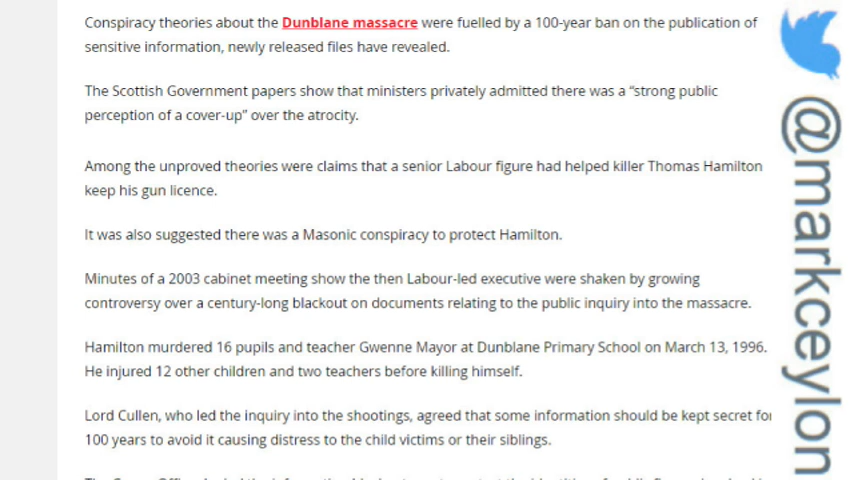 Conspiracy theories about the Dunblane massacre were fuelled by a 100-year ban on the publication of
sensitive information, newly released files have revealed.
The Scottish Government papers show that ministers privately admitted there was a “strong public
perception of a cover-up” over the atrocity.
Among the unproved theories were claims that a senior Labour figure had helped killer Thomas Hamilton
keep his gun licence.
It was also suggested there was a Masonic conspiracy to protect Hamilton.
Minutes of a 2003 cabinet meeting show the then Labour-led executive were shaken by growing
controversy over a century-long blackout on documents relating to the public inquiry into the massacre.
Hamilton murdered 16 pupils and teacher Gwenne Mayor at Dunblane Primary School on March 13, 1996.
He injured 12 other children and two teachers before killing himself.
Lord Cullen, who led the inquiry into the shootings, agreed that some information should be kept secret for
100 years to avoid it causing distress to the child victims or their siblings.
@markceylon